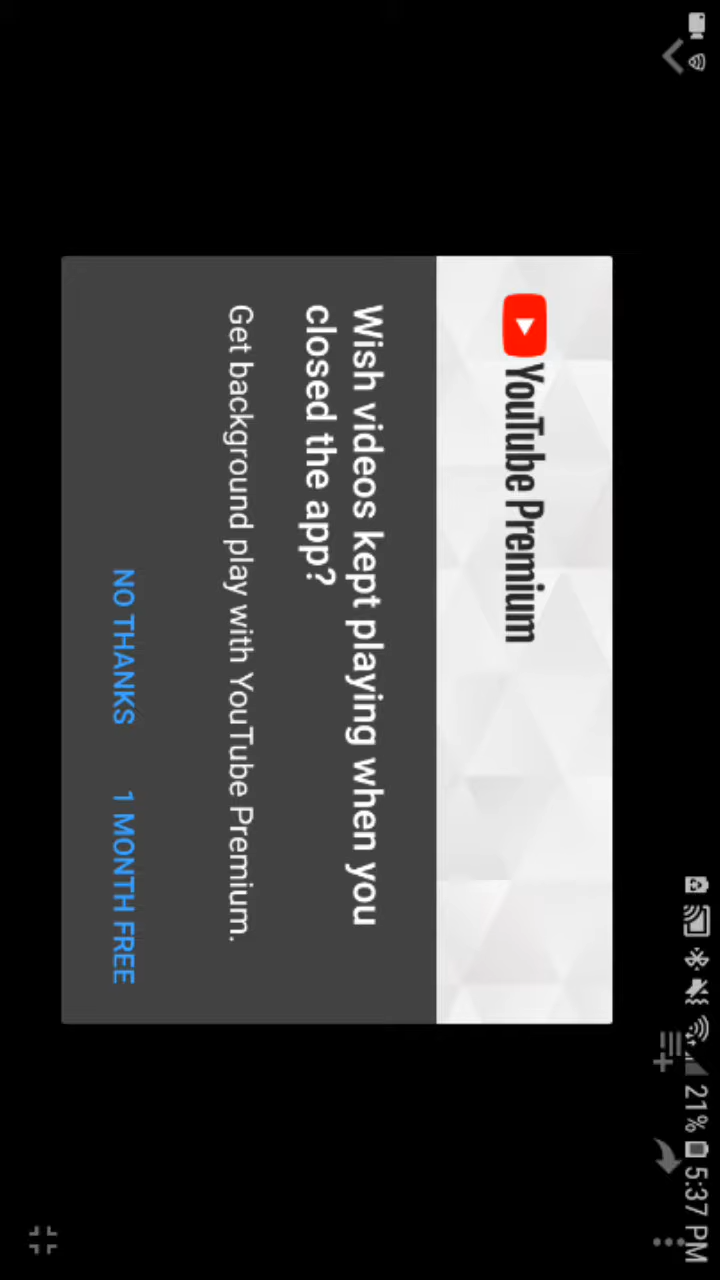 21% 5:37 PM
YouTube Premium
Wish videos kept playing when you
closed the app?
Get background play with YouTube Premium.
NO THANKS 1 MONTH FREE